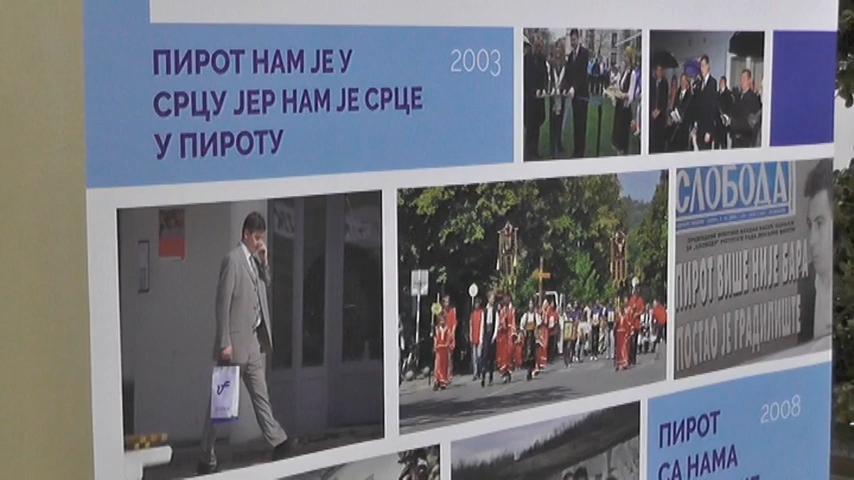 ПИРОТ НАМ ЈЕ У
СРЦУ ЈЕР НАМ ЈЕ СРЦЕ
У ПИРОТУ
2003
СЛОБОДА
ПИРОТ ВИШЕ НИЈЕ БАРА
ПОСТАО ЈЕ ГРАДИЛИШТЕ
ПИРОТ
СА НАМА
2008